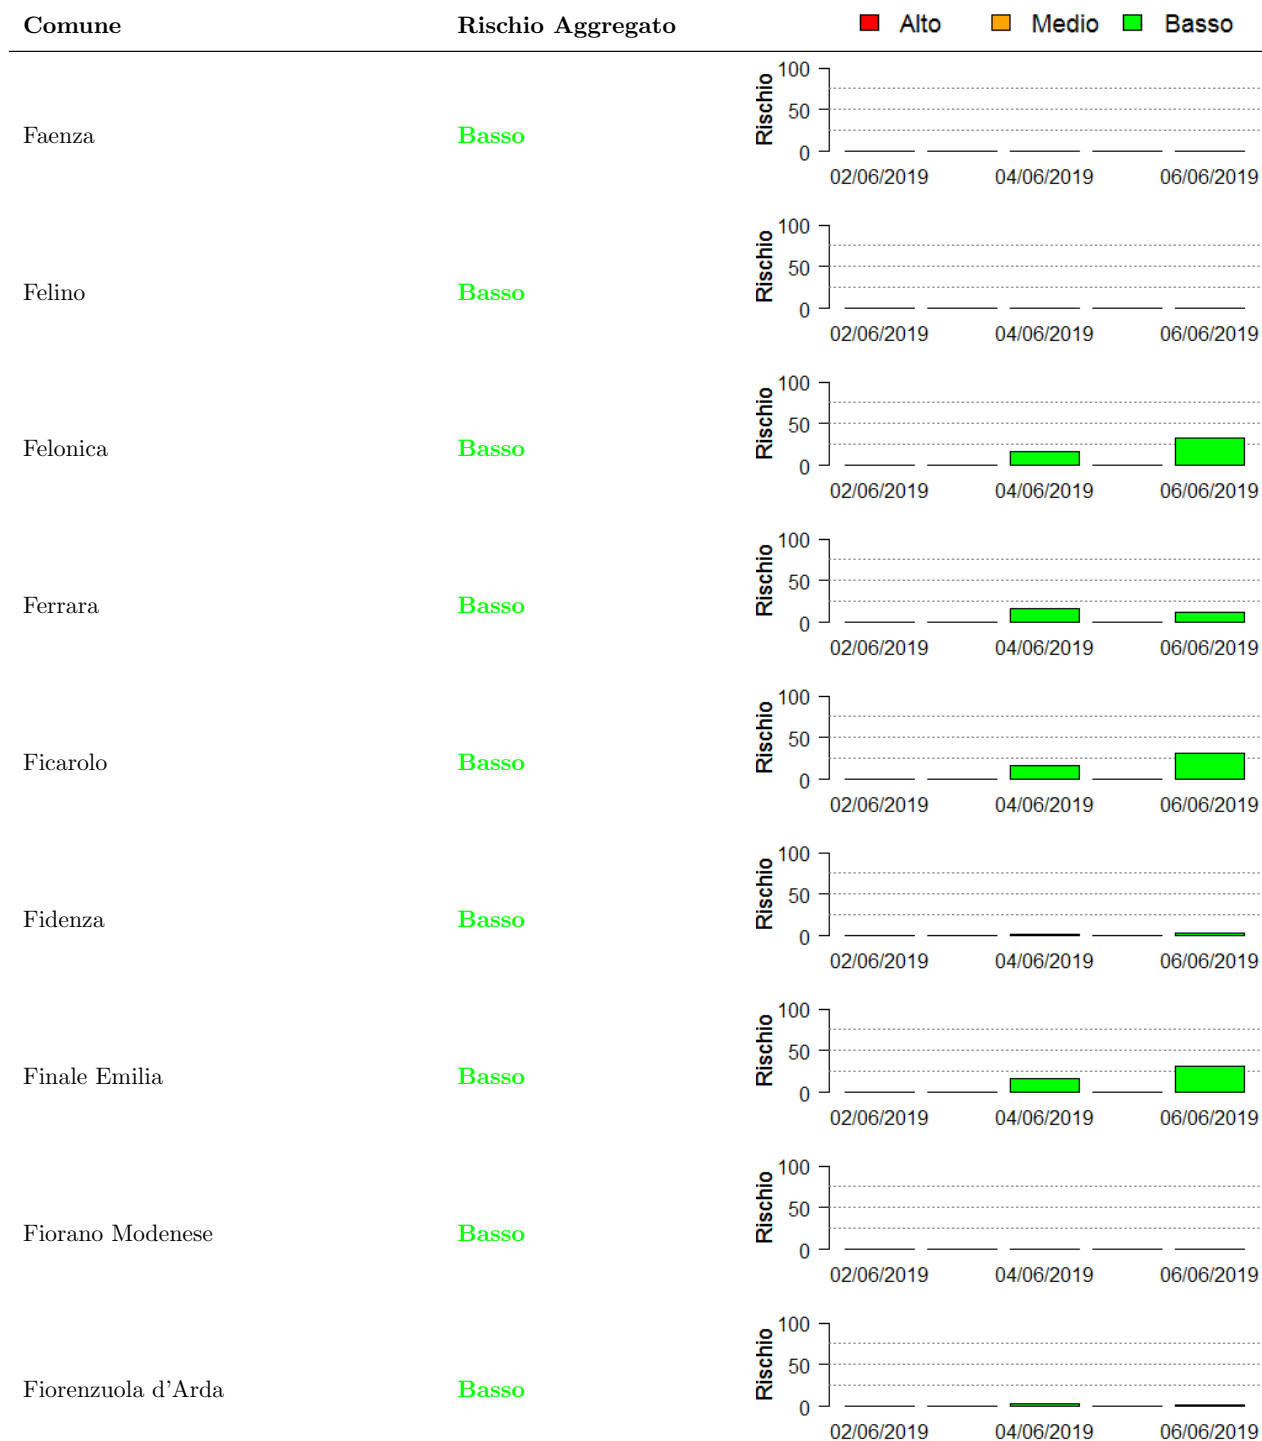 Comune Rischio Aggregato Alto Medio Basso
100
50
0
Rischio
Faenza Basso
02/06/2019 04/06/2019 06/06/2019
100
50
0
Rischio
Felino Basso
02/06/2019 04/06/2019 06/06/2019
100
50
0
Rischio
Felonica Basso
02/06/2019 04/06/2019 06/06/2019
100
50
0
Rischio
Ferrara Basso
02/06/2019 04/06/2019 06/06/2019
100
50
0
Rischio
Ficarolo Basso
02/06/2019 04/06/2019 06/06/2019
100
50
0
Rischio
Fidenza Basso
02/06/2019 04/06/2019 06/06/2019
100
50
0
Rischio
Finale Emilia Basso
02/06/2019 04/06/2019 06/06/2019
100
50
0
Rischio
Fiorano Modenese Basso
02/06/2019 04/06/2019 06/06/2019
100
50
0
Rischio
Fiorenzuola d'Arda Basso
02/06/2019 04/06/2019 06/06/2019